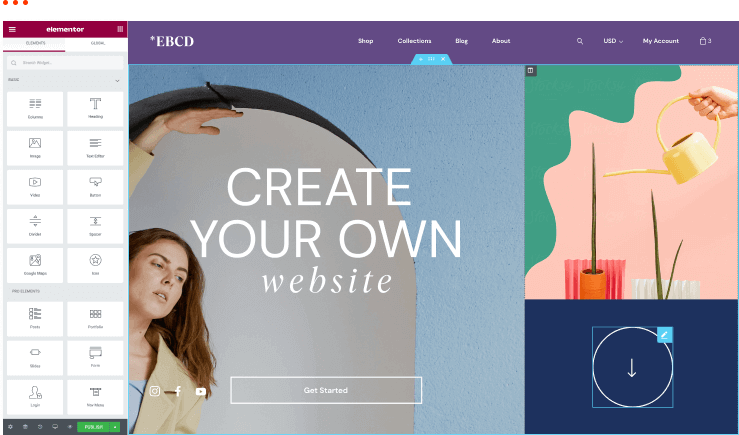 elementor
ELEMENTS
GLOBAL
Search Widget...
BASIC
Columns
Heading
Image
Text Editor
Video
Button
Divider
Spacer
Google Maps
Icon
PRO ELEMENTS
Posts
Portfolio
Slides
Form
Login
Nav Menu
PUBLISH
*EBCD
Shop
Collections
Blog
About
USD
My Account
3
CREATE
YOUR OWN
website
Get Started